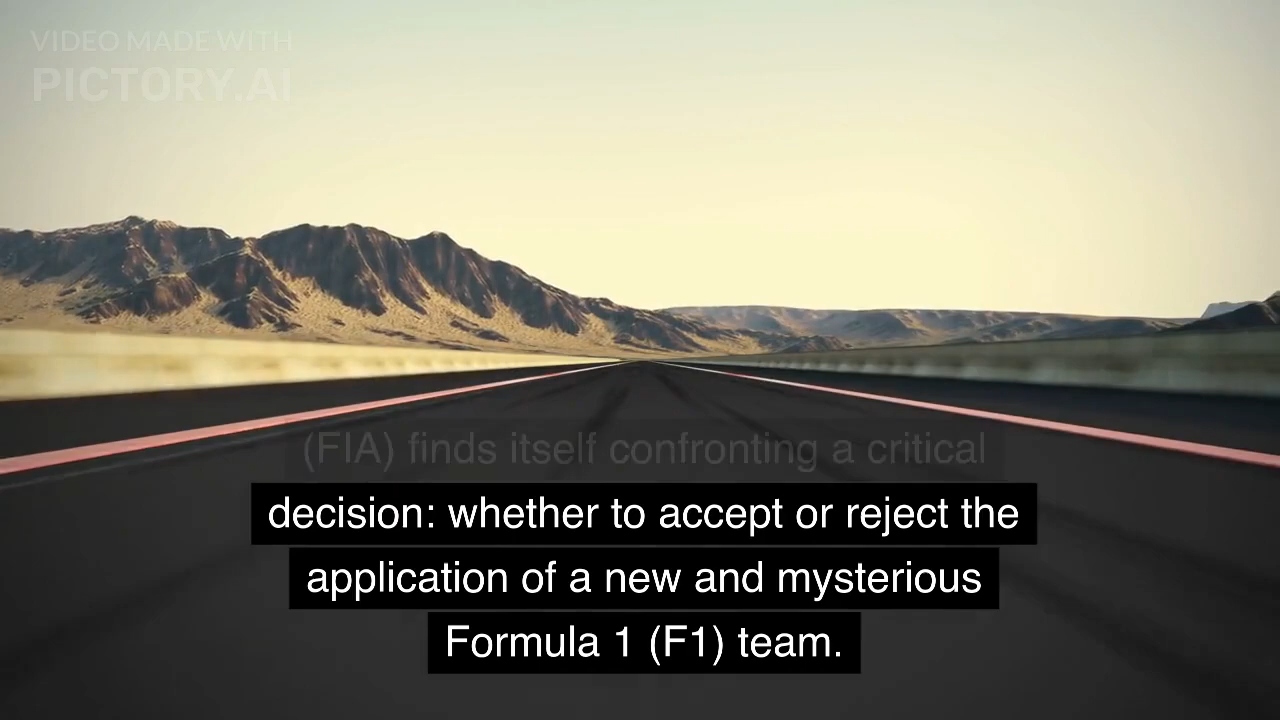 VIDEO MADE WITH
PICTORY.AI
(FIA) finds itself confronting a critical
decision: whether to accept or reject the
application of a new and mysterious
Formula 1 (F1) team.